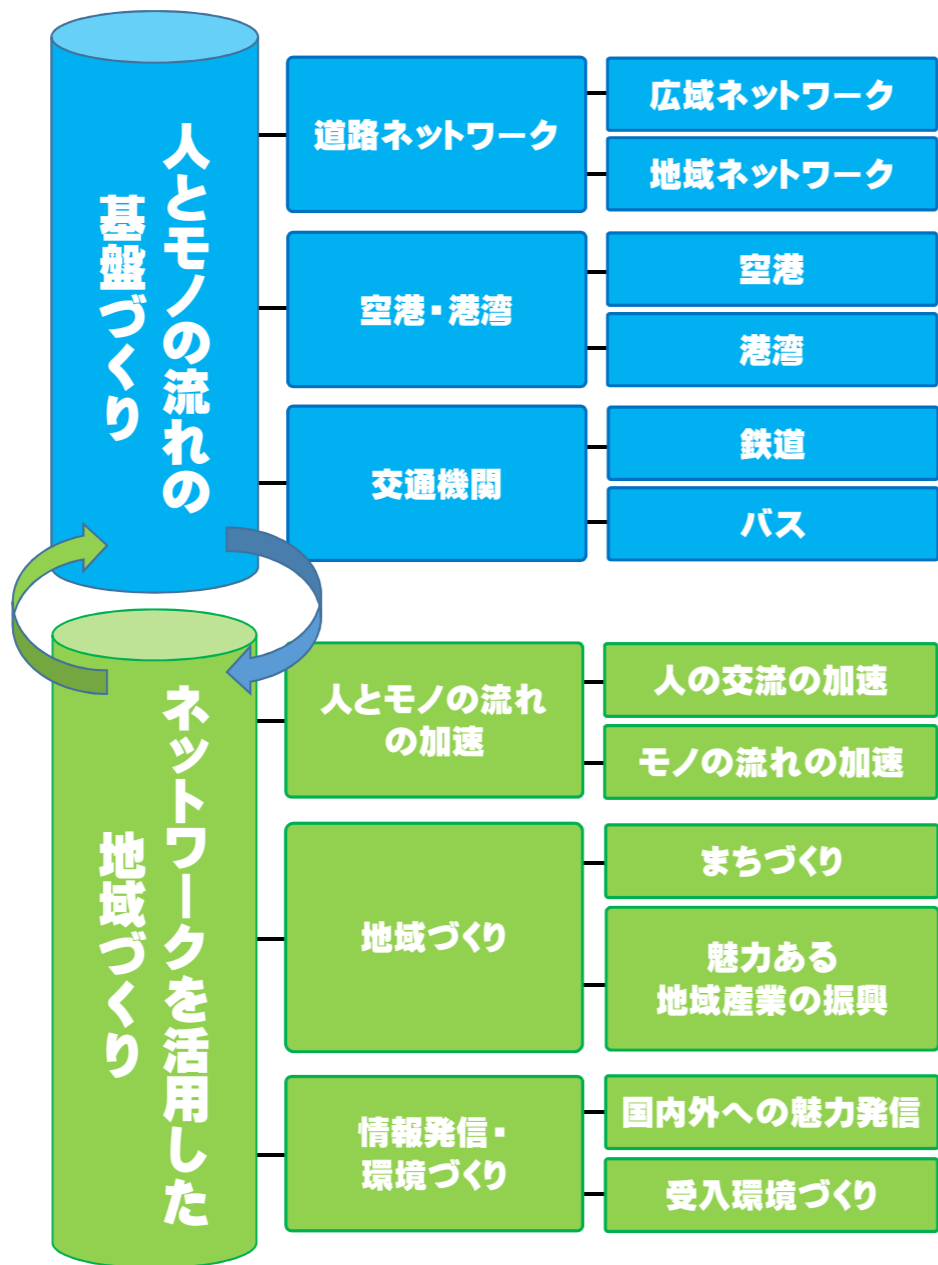 人とモノの流れの
基盤づくり
道路ネットワーク
広域ネットワーク
地域ネットワーク
空港・港湾
空港
港湾
交通機関
鉄道
バス
ネットワークを活用した
地域づくり
人とモノの流れ
の加速
人の交流の加速
モノの流れの加速
地域づくり
まちづくり
魅力ある
地域産業の振興
情報発信・
環境づくり
国内外への魅力発信
受入環境づくり